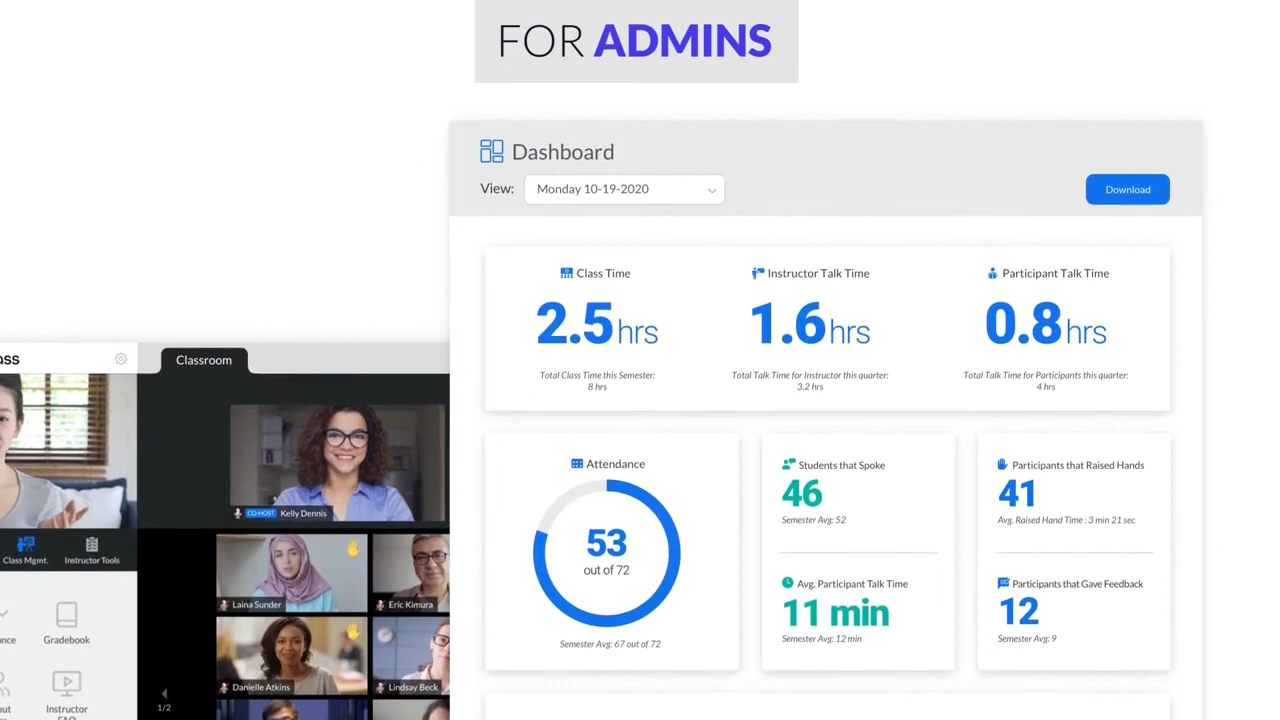 FOR ADMINS
Dashboard
View:
Monday 10-19-2020
Download
Class Time
2.5 hrs
Total Class Time this Semester:
8 hrs
Instructor Talk Time
1.6 hrs
Total Talk Time for Instructor this quarter:
3.2 hrs
Participant Talk Time
0.8 hrs
Total Talk Time for Participants this quarter:
4 hrs
Attendance
53
out of 72
Semester Avg: 67 out of 72
Students that Spoke
46
Semester Avg: 52
Avg. Participant Talk Time
11 min
Semester Avg: 12 min
Participants that Raised Hands
41
Avg. Raised Hand Time : 3 min 21 sec
Participants that Gave Feedback
12
Semester Avg: 9
ass
Classroom
CO-HOST Kelly Dennis
Class Mgmt.
Instructor Tools
Laina Sunder
Eric Kimura
nce
Gradebook
Danielle Atkins
Lindsay Beck
out
Instructor
1/2